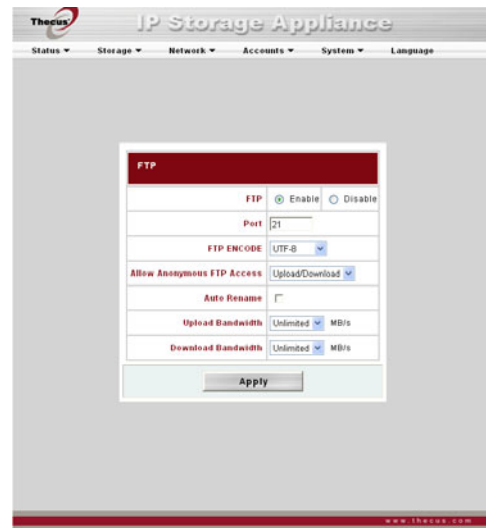 Thecus
IP Storage Appliance
Status Storage Network Accounts System Language
FTP
FTP Enable Disable
Port 21
FTP ENCODE UTF-8
Allow Anonymous FTP Access Upload/Download
Auto Rename
Upload Bandwidth Unlimited MB/s
Download Bandwidth Unlimited MB/s
Apply
www.thecus.com